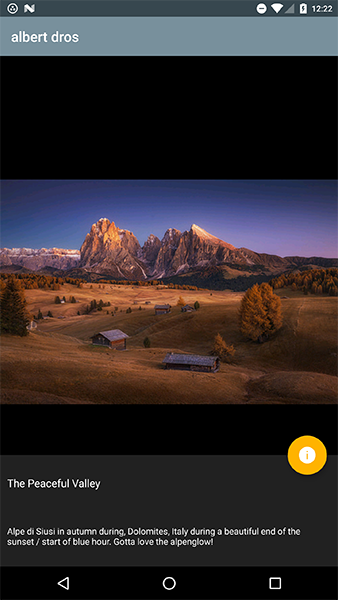 12:22
albert dros
The Peaceful Valley
Alpe di Siusi in autumn during, Dolomites, Italy during a beautiful end of the
sunset / start of blue hour. Gotta love the alpenglow!